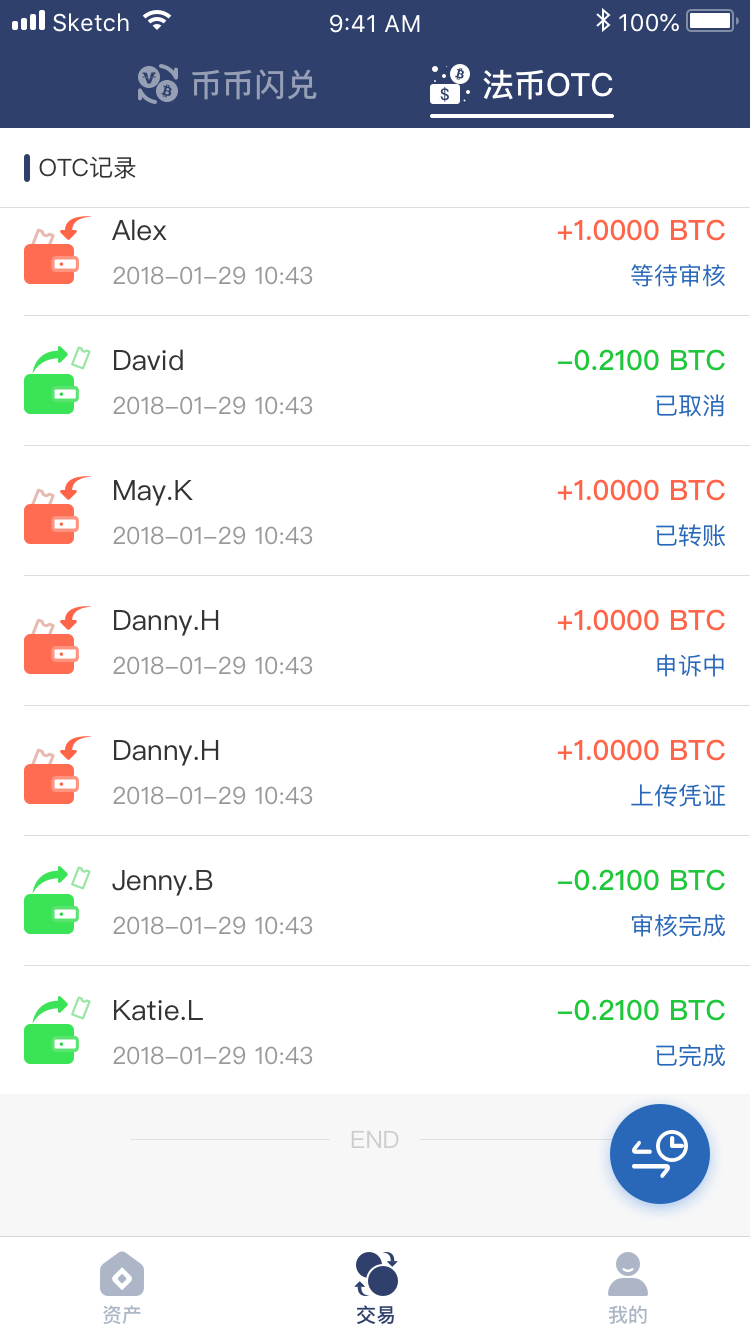 Sketch 9:41 AM 100%
币币闪兑 法币OTC
OTC记录
Alex +1.0000 BTC
2018-01-29 10:43 等待审核
David -0.2100 BTC
2018-01-29 10:43 已取消
May.K +1.0000 BTC
2018-01-29 10:43 已转账
Danny.H +1.0000 BTC
2018-01-29 10:43 申诉中
Danny.H +1.0000 BTC
2018-01-29 10:43 上传凭证
Jenny.B -0.2100 BTC
2018-01-29 10:43 审核完成
Katie.L -0.2100 BTC
2018-01-29 10:43 已完成
END
资产 交易 我的